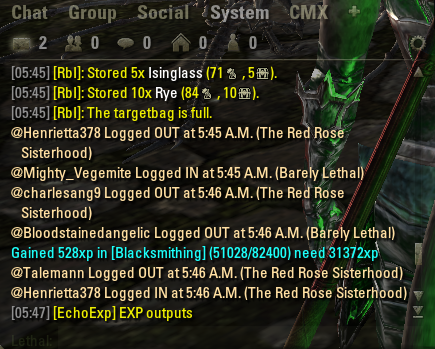 Chat Group Social System CMX +
2 0 0 0 0
[05:45] [RbI]: Stored 5x Isinglass (71 , 5 ).
[05:45] [RbI]: Stored 10x Rye (84 , 10 ).
[05:45] [RbI]: The targetbag is full.
@Henrietta378 Logged OUT at 5:45 A.M. (The Red Rose
Sisterhood)
@Mighty_Vegemite Logged IN at 5:45 A.M. (Barely Lethal)
@charlesang9 Logged OUT at 5:46 A.M. (The Red Rose
Sisterhood)
@Bloodstainedangelic Logged OUT at 5:46 A.M. (Barely Lethal)
Gained 528xp in [Blacksmithing] (51028/82400) need 31372xp
@Talemann Logged OUT at 5:46 A.M. (The Red Rose Sisterhood)
@Henrietta378 Logged IN at 5:46 A.M. (The Red Rose Sisterhood)
[05:47] [EchoExp] EXP outputs